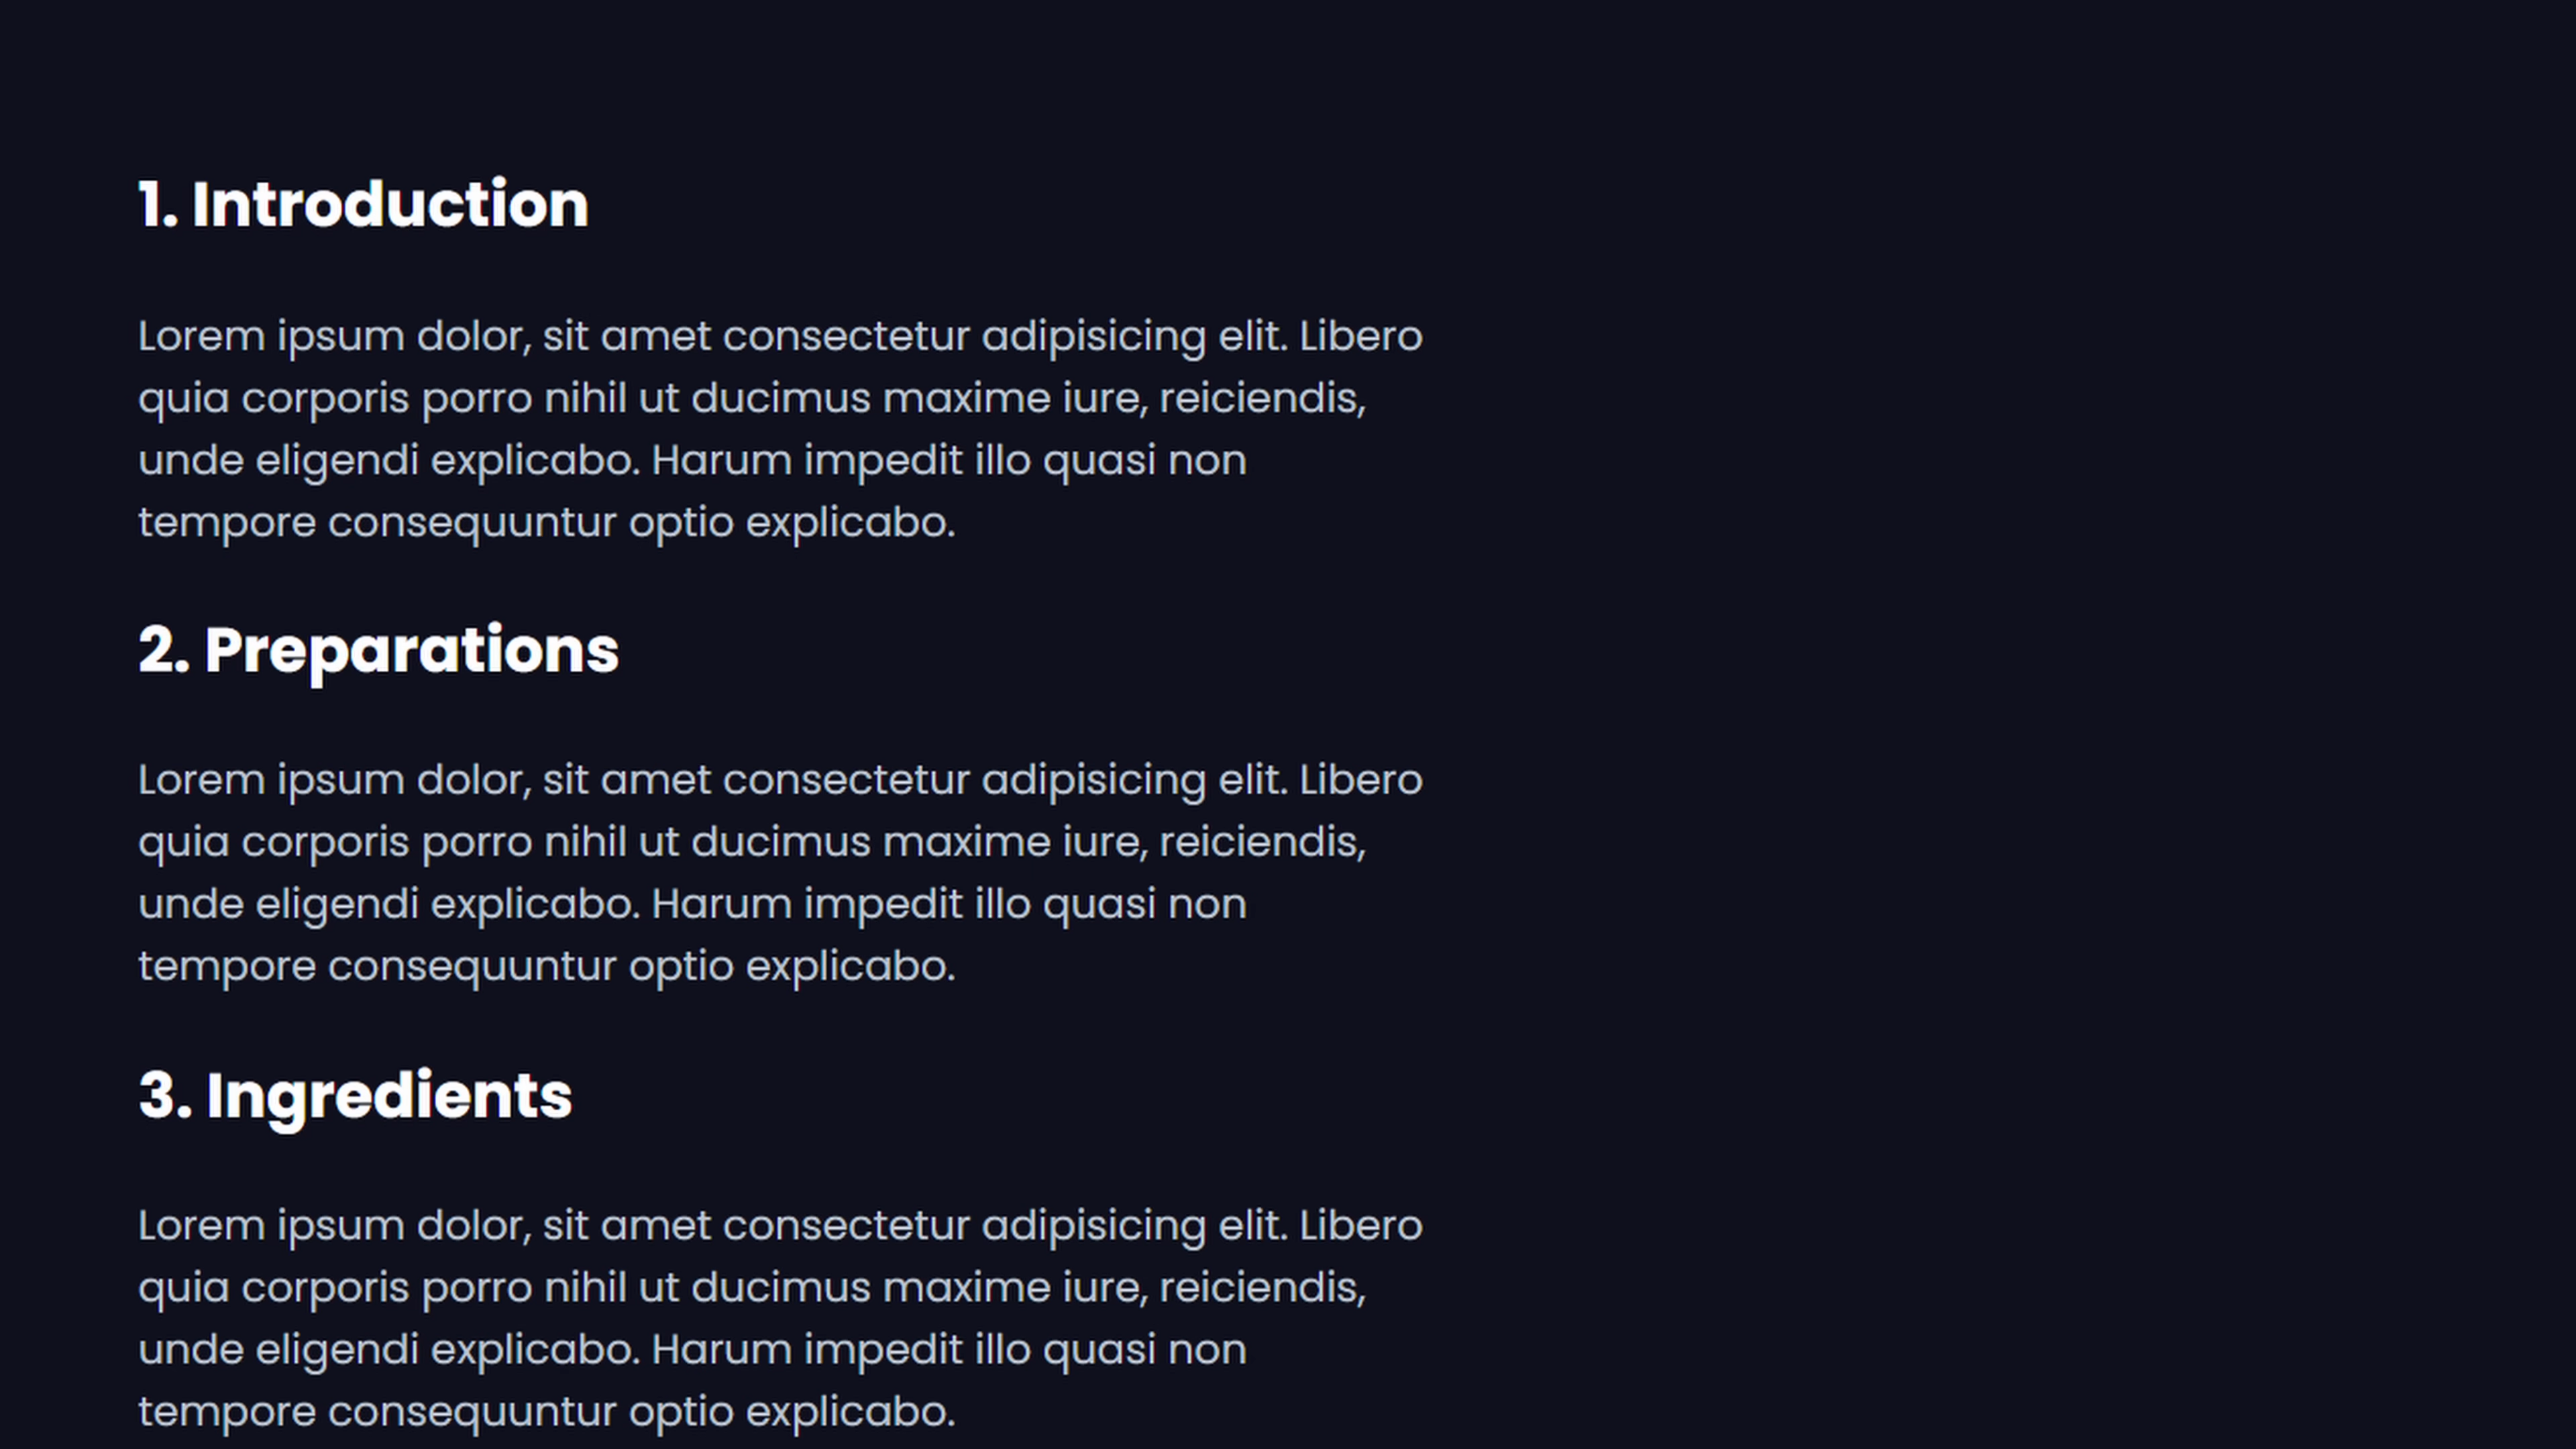 1. Introduction
Lorem ipsum dolor, sit amet consectetur adipisicing elit. Libero
quia corporis porro nihil ut ducimus maxime iure, reiciendis,
unde eligendi explicabo. Harum impedit illo quasi non
tempore consequuntur optio explicabo.
2. Preparations
Lorem ipsum dolor, sit amet consectetur adipisicing elit. Libero
quia corporis porro nihil ut ducimus maxime iure, reiciendis,
unde eligendi explicabo. Harum impedit illo quasi non
tempore consequuntur optio explicabo.
3. Ingredients
Lorem ipsum dolor, sit amet consectetur adipisicing elit. Libero
quia corporis porro nihil ut ducimus maxime iure, reiciendis,
unde eligendi explicabo. Harum impedit illo quasi non
tempore consequuntur optio explicabo.